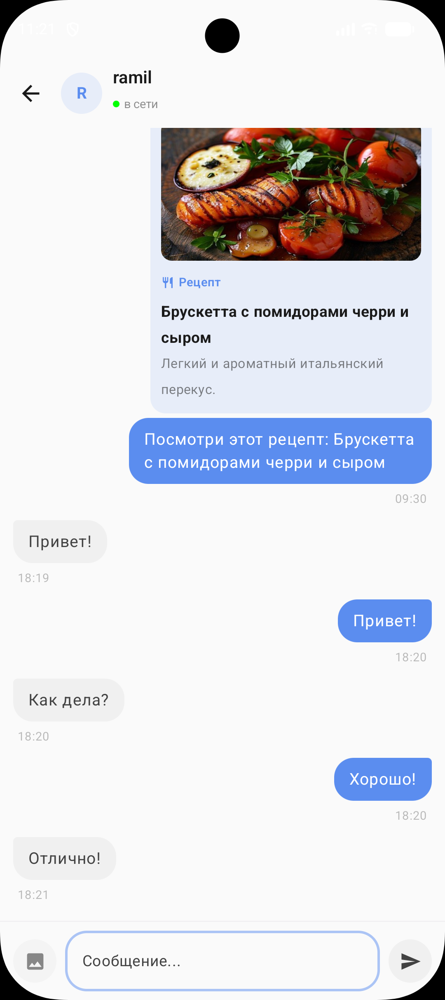 11:21
ramil
R
в сети
Рецепт
Брускетта с помидорами черри и
сыром
Легкий и ароматный итальянский
перекус.
Посмотри этот рецепт: Брускетта
с помидорами черри и сыром
09:30
Привет!
18:19
Привет!
18:20
Как дела?
18:20
Хорошо!
18:20
Отлично!
18:21
Сообщение...